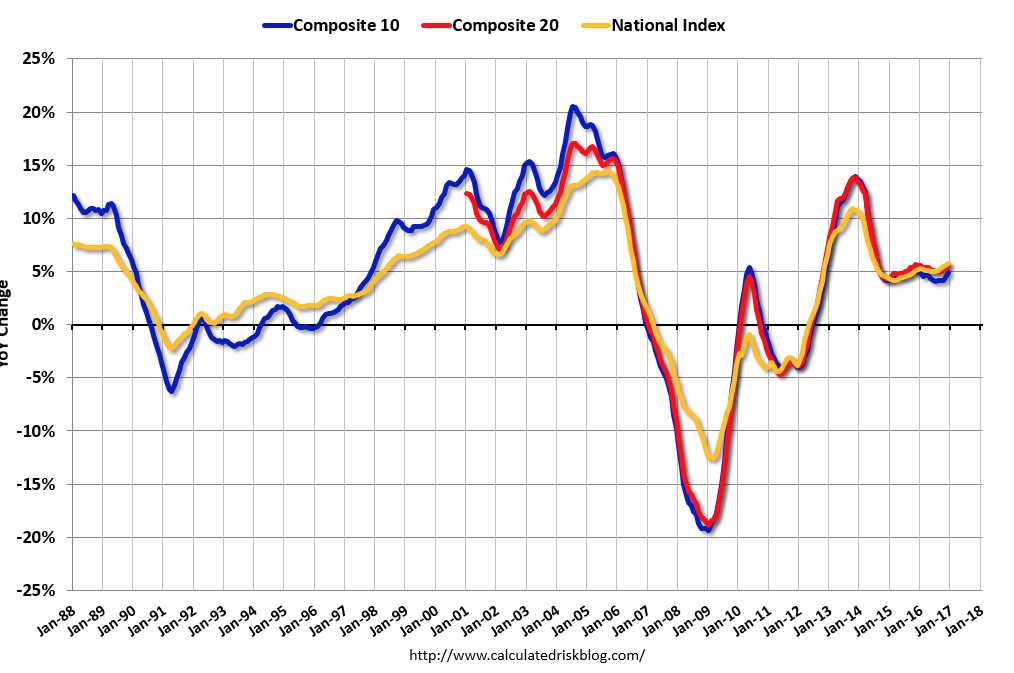 Composite 10 Composite 20 National Index
25%
20%
15%
10%
5%
0%
-5%
-10%
-15%
-20%
-25%
YoY Change
Jan-88 Jan-89 Jan-90 Jan-91 Jan-92 Jan-93 Jan-94 Jan-95 Jan-96 Jan-97 Jan-98 Jan-99 Jan-00 Jan-01 Jan-02 Jan-03 Jan-04 Jan-05 Jan-06 Jan-07 Jan-08 Jan-09 Jan-10 Jan-11 Jan-12 Jan-13 Jan-14 Jan-15 Jan-16 Jan-17 Jan-18
http://www.calculatedriskblog.com/